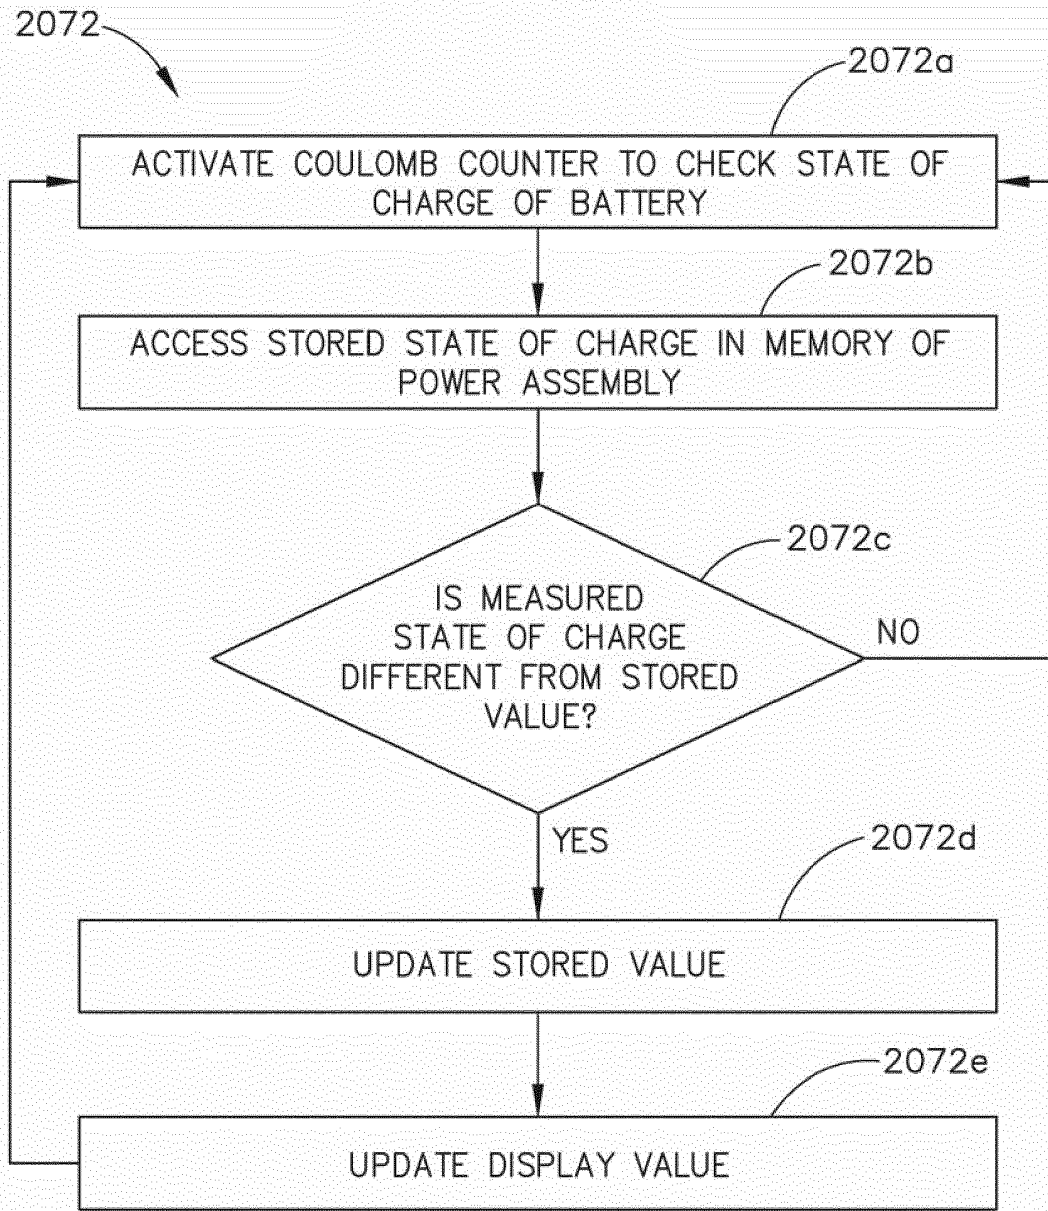 2072
2072a
ACTIVATE COULOMB COUNTER TO CHECK STATE OF
CHARGE OF BATTERY
2072b
ACCESS STORED STATE OF CHARGE IN MEMORY OF
POWER ASSEMBLY
2072c
IS MEASURED
STATE OF CHARGE
DIFFERENT FROM STORED
VALUE?
NO
YES
2072d
UPDATE STORED VALUE
2072e
UPDATE DISPLAY VALUE